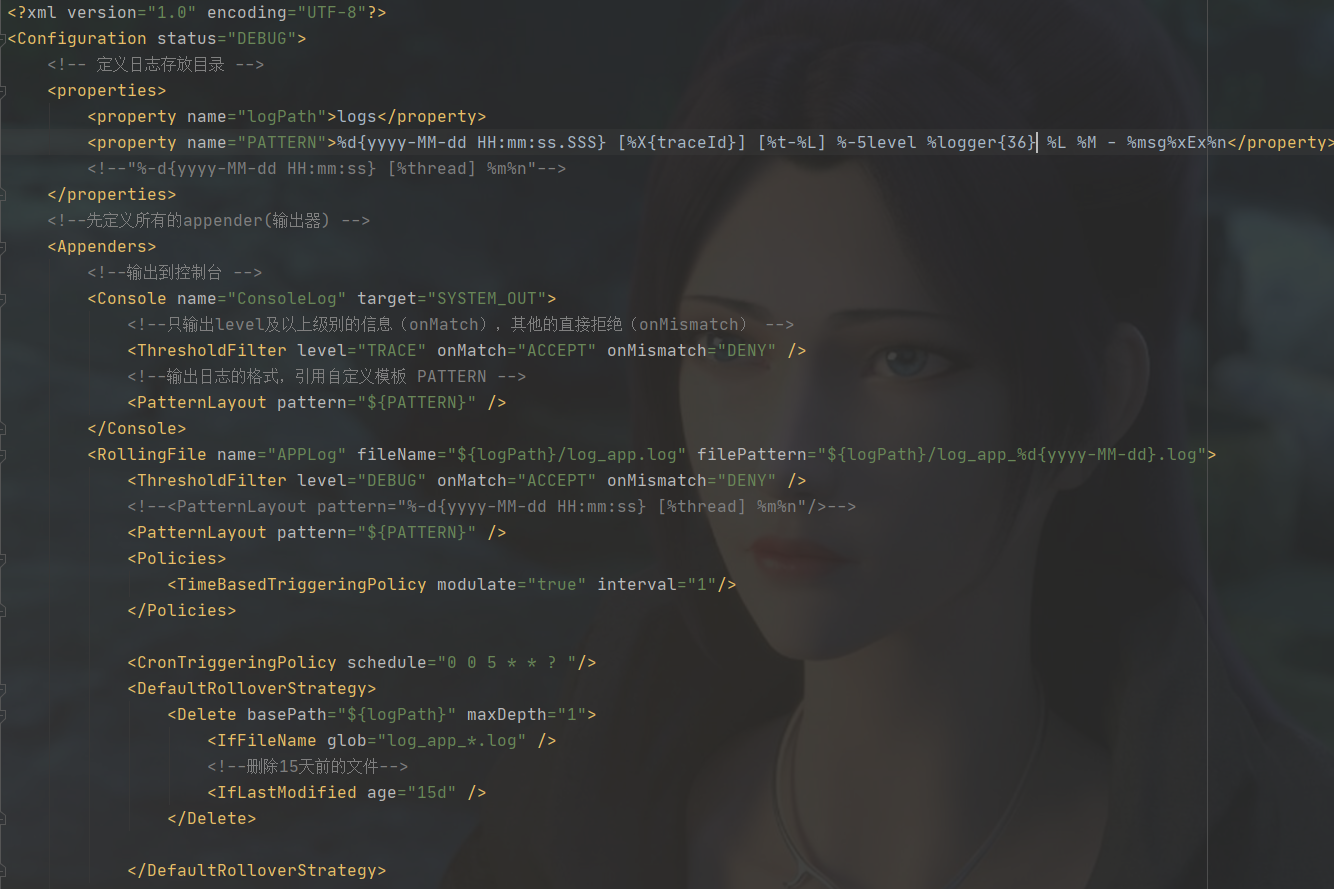 <?xml version="1.0" encoding="UTF-8"?>
<Configuration status="DEBUG">
<!-- 定义日志存放目录 -->
<properties>
<property name="logPath">logs</property>
<property name="PATTERN">%d{yyyy-MM-dd HH:mm:ss.SSS} [%X{traceId}] [%t-%L] %-5level %logger{36} %L %M - %msg%xEx%n</property>
<!--"%-d{yyyy-MM-dd HH:mm:ss} [%thread] %m%n"-->
</properties>
<!--先定义所有的appender(输出器) -->
<Appenders>
<!--输出到控制台 -->
<Console name="ConsoleLog" target="SYSTEM_OUT">
<!--只输出level及以上级别的信息（onMatch），其他的直接拒绝（onMismatch） -->
<ThresholdFilter level="TRACE" onMatch="ACCEPT" onMismatch="DENY" />
<!--输出日志的格式，引用自定义模板 PATTERN -->
<PatternLayout pattern="${PATTERN}" />
</Console>
<RollingFile name="APPLog" fileName="${logPath}/log_app.log" filePattern="${logPath}/log_app_%d{yyyy-MM-dd}.log">
<ThresholdFilter level="DEBUG" onMatch="ACCEPT" onMismatch="DENY" />
<!--<PatternLayout pattern="%-d{yyyy-MM-dd HH:mm:ss} [%thread] %m%n"/>-->
<PatternLayout pattern="${PATTERN}" />
<Policies>
<TimeBasedTriggeringPolicy modulate="true" interval="1"/>
</Policies>
<CronTriggeringPolicy schedule="0 0 5 * * ? "/>
<DefaultRolloverStrategy>
<Delete basePath="${logPath}" maxDepth="1">
<IfFileName glob="log_app_*.log" />
<!--删除15天前的文件-->
<IfLastModified age="15d" />
</Delete>
</DefaultRolloverStrategy>